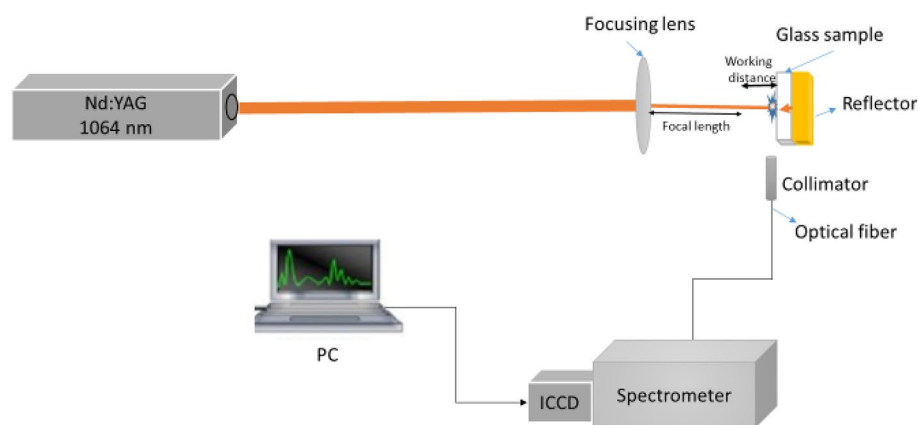 Focusing lens
Glass sample
Working
distance
Nd:YAG
1064 nm
Reflector
Focal length
Collimator
Optical fiber
PC
ICCD
Spectrometer